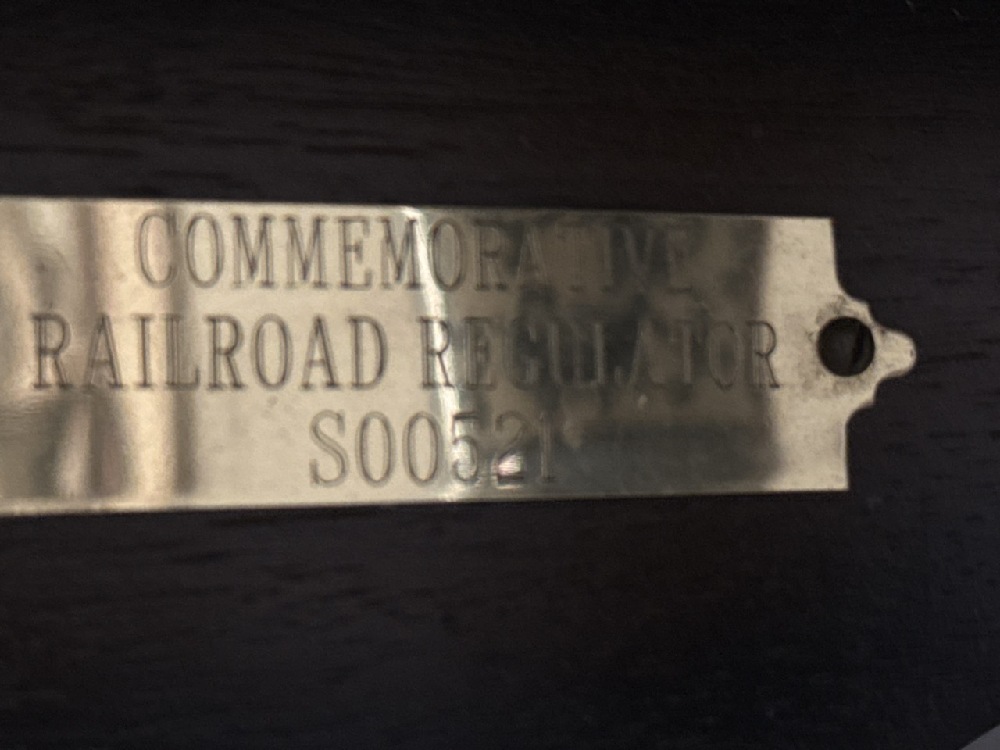 COMMEMORATIVE
RAILROAD REGULATOR
S00521